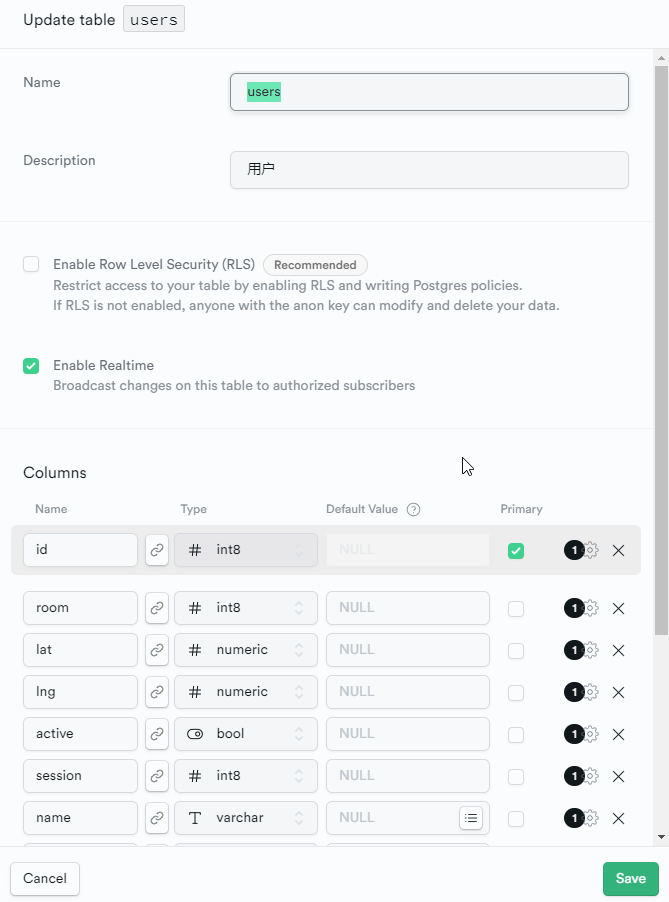 Update table users
Name
users
Description
用户
Enable Row Level Security (RLS) Recommended
Restrict access to your table by enabling RLS and writing Postgres policies.
If RLS is not enabled, anyone with the anon key can modify and delete your data.
Enable Realtime
Broadcast changes on this table to authorized subscribers
Columns
Name Type Default Value ? Primary
id # int8 NULL 1
room # int8 NULL 1
lat # numeric NULL 1
lng # numeric NULL 1
active bool NULL 1
session # int8 NULL 1
name T varchar NULL 1
Cancel Save